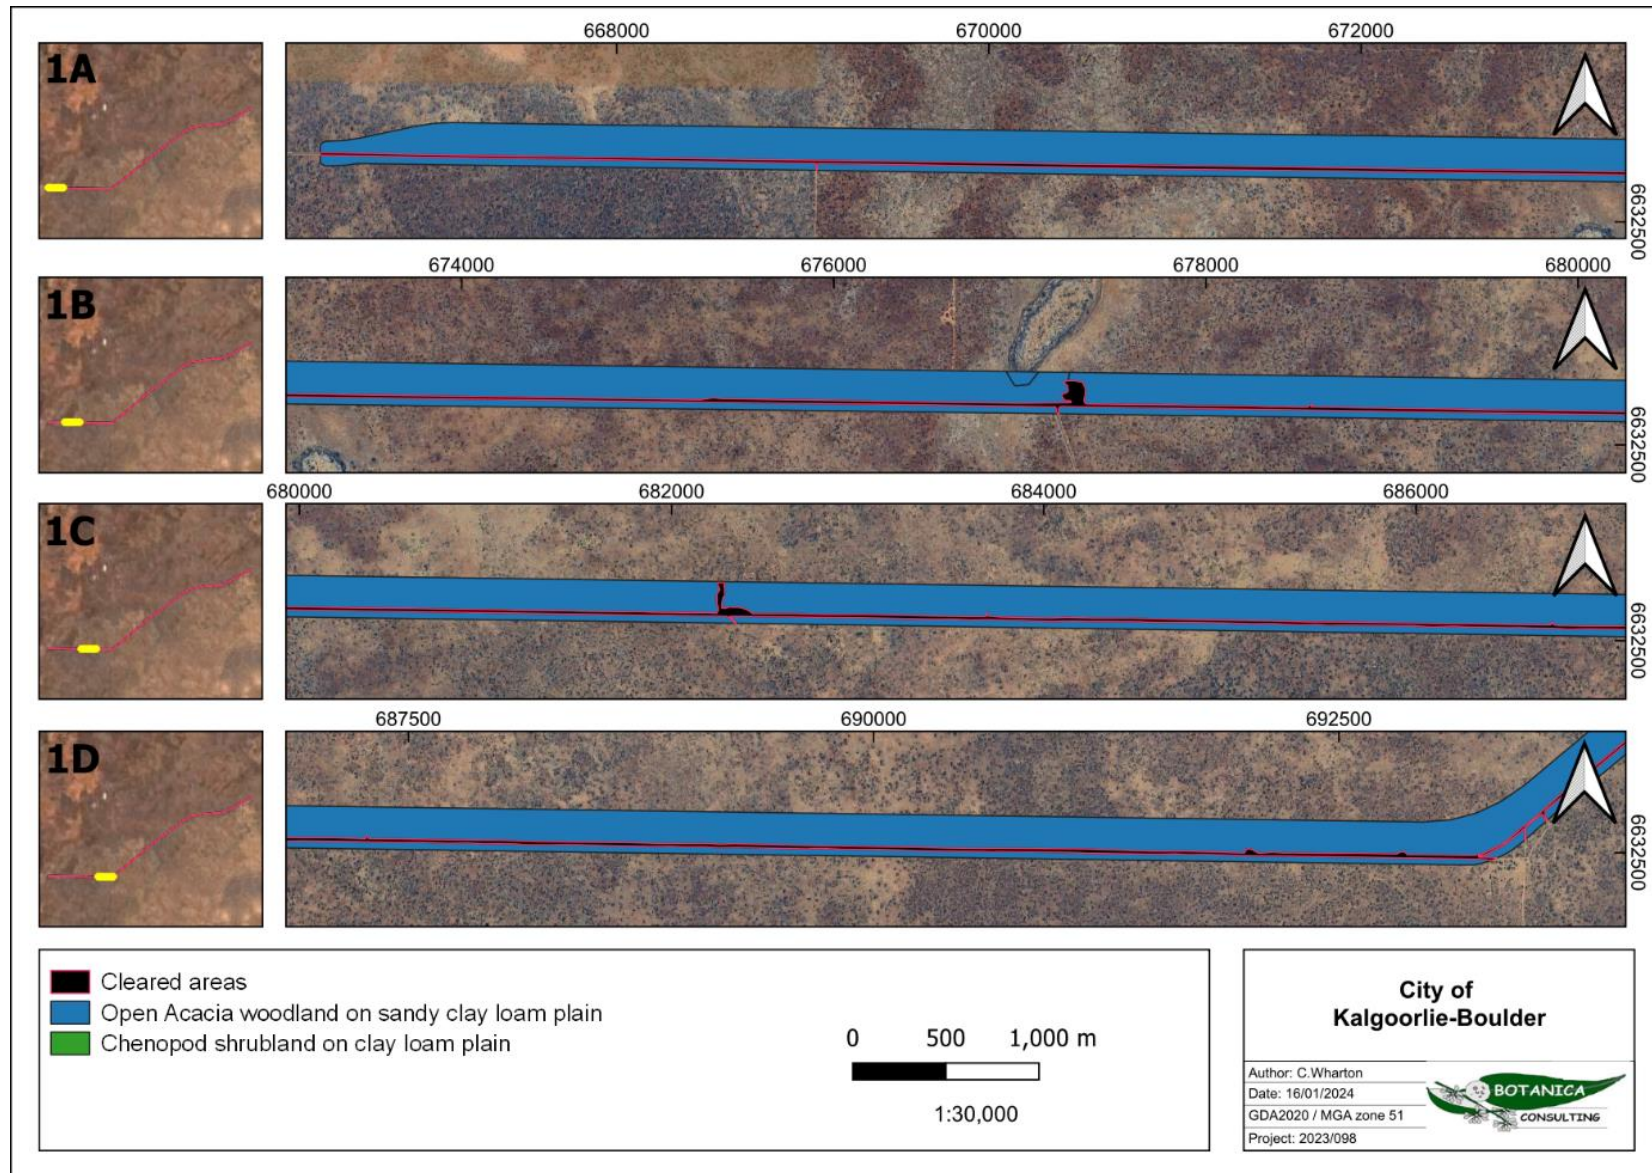 668000 670000 672000
1A
6632500
674000 676000 678000 680000
1B
6632500
680000 682000 684000 686000
1C
6632500
687500 690000 692500
1D
6632500
Cleared areas
Open Acacia woodland on sandy clay loam plain
Chenopod shrubland on clay loam plain
0 500 1,000 m
1:30,000
City of
Kalgoorlie-Boulder
Author: C.Wharton
Date: 16/01/2024
GDA2020 / MGA zone 51
Project: 2023/098
BOTANICA
CONSULTING